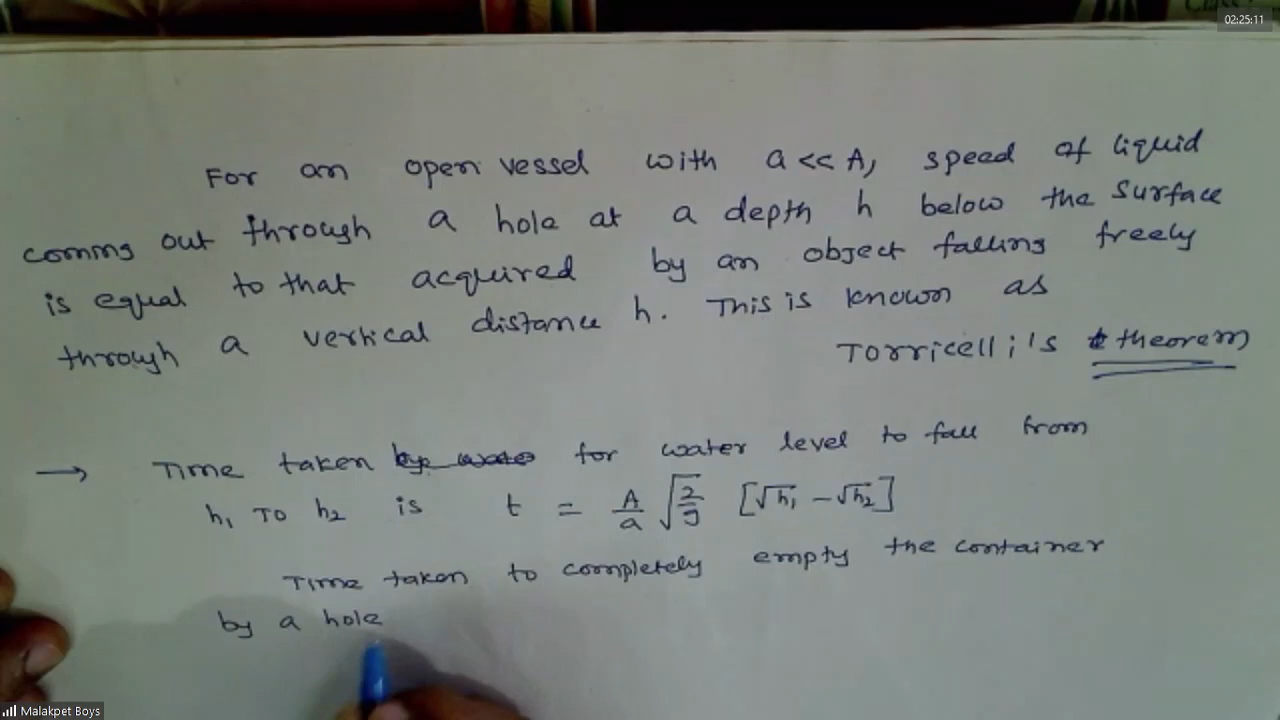 02:25:11
For an open vessel with a << A, speed of liquid
coming out through a hole at a depth h below the surface
is equal to that acquired by an object falling freely
through a vertical distance h. This is known as
Torricelli's theorem
→ Time taken for water level to fall from
h₁ TO h₂ is t = A/a √(2/g) [√h₁ - √h₂]
Time taken to completely empty the container
by a hole
Malakpet Boys